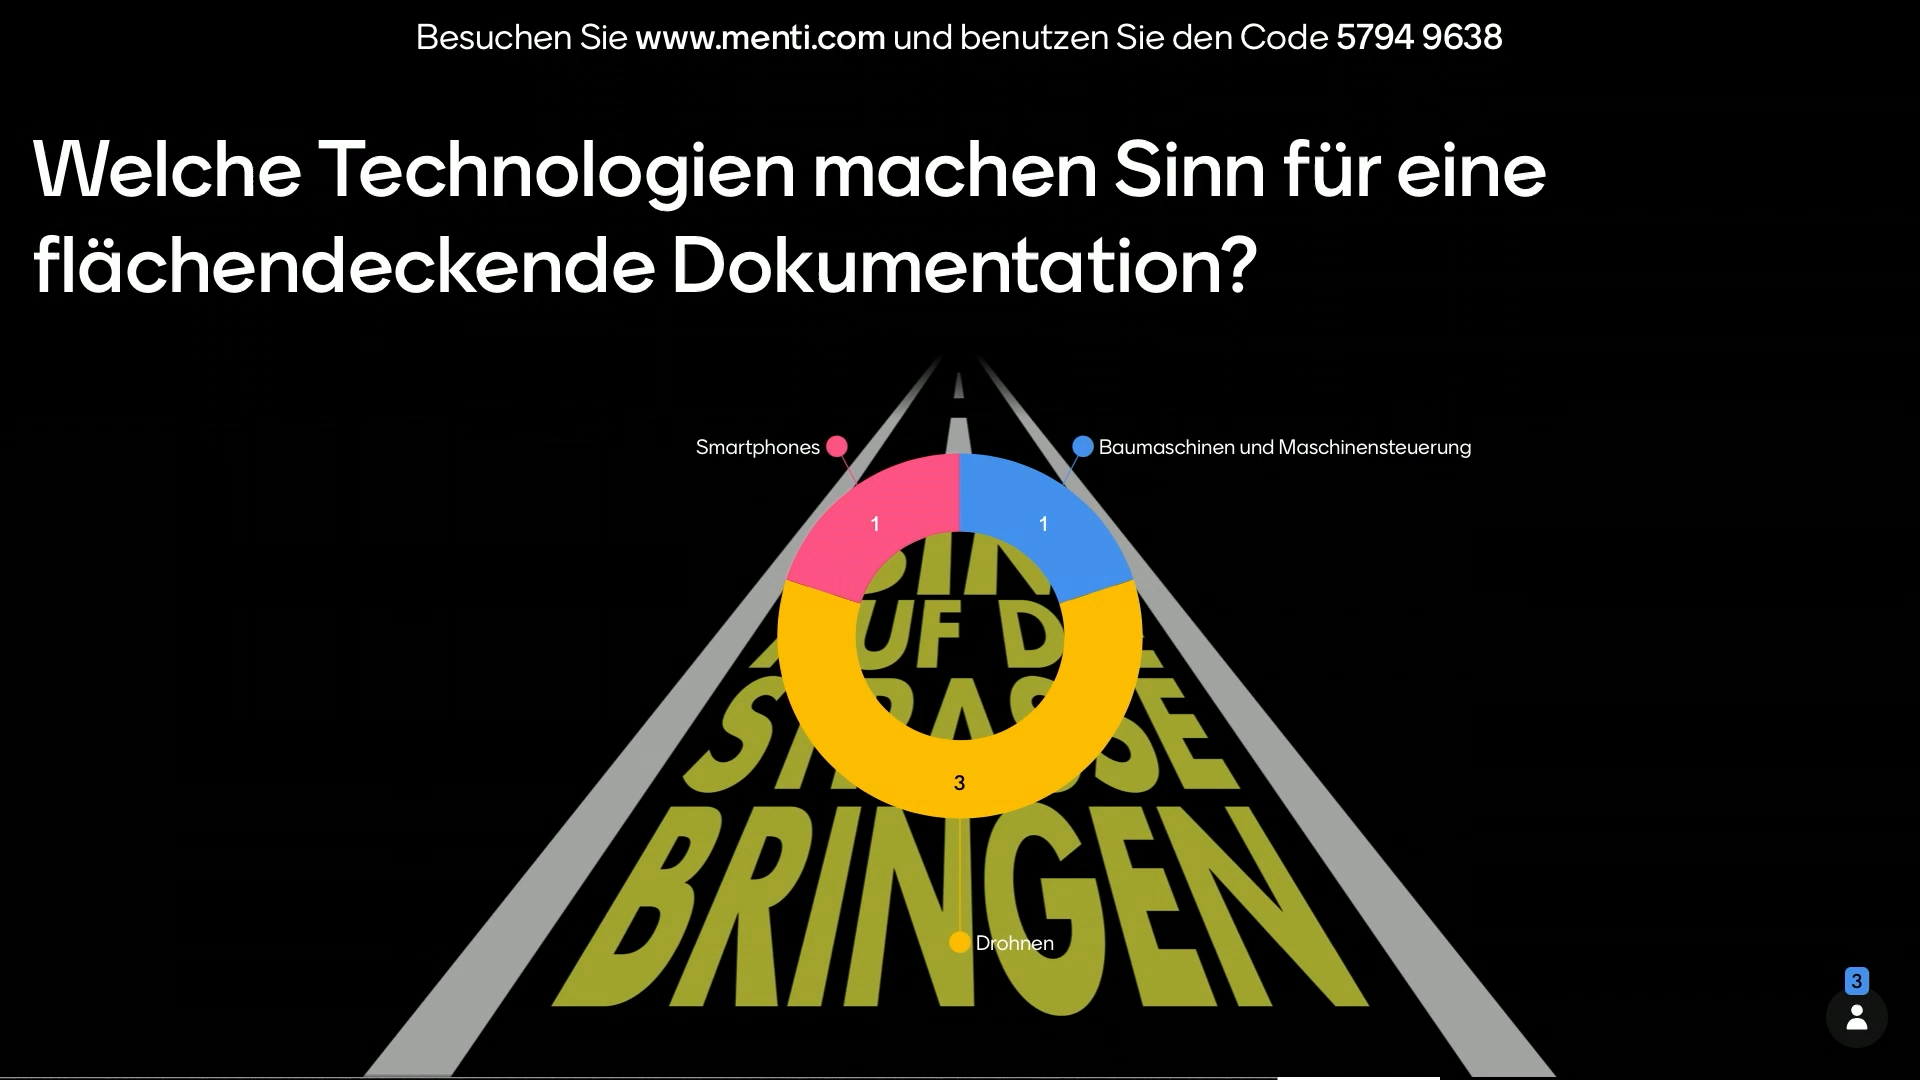 Besuchen Sie www.menti.com und benutzen Sie den Code 5794 9638
Welche Technologien machen Sinn für eine
flächendeckende Dokumentation?
Smartphones
Baumaschinen und Maschinensteuerung
1
1
STRASSE
3
BRINGEN
Drohnen
3